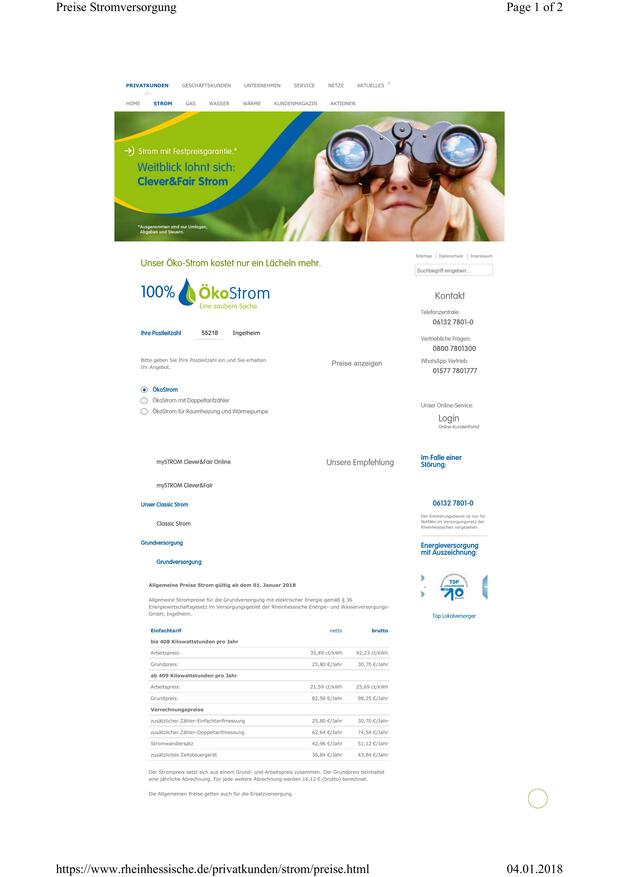 Preise Stromversorgung
Page 1 of 2
PRIVATKUNDEN GESCHÄFTSKUNDEN UNTERNEHMEN SERVICE NETZE AKTUELLES
HOME STROM GAS WASSER WÄRME KUNDENMAGAZIN AKTIONEN
Strom mit Festpreisgarantie.*
Weitblick lohnt sich:
Clever&Fair Strom
*Ausgenommen sind nur Umlagen,
Abgaben und Steuern.
Sitemap | Datenschutz | Impressum
Suchbegriff eingeben...
Unser Öko-Strom kostet nur ein Lächeln mehr.
100% ÖkoStrom
Eine saubere Sache
Ihre Postleitzahl 55218 Ingelheim
Bitte geben Sie Ihre Postleitzahl ein und Sie erhalten
Ihr Angebot.
Preise anzeigen
ÖkoStrom
ÖkoStrom mit Doppeltarifzähler
ÖkoStrom für Raumheizung und Wärmepumpe
mySTROM Clever&Fair Online
Unsere Empfehlung
mySTROM Clever&Fair
Unser Classic Strom
Classic Strom
Grundversorgung
Grundversorgung
Kontakt
Telefonzentrale:
06132 7801-0
Vertriebliche Fragen:
0800 7801300
WhatsApp Vertrieb:
01577 7801777
Unser Online-Service:
Login
Online-KundenPortal
Im Falle einer
Störung:
06132 7801-0
Der Entstörungsdienst ist nur für
Notfälle im Versorgungsnetz der
Rheinhessischen vorgesehen.
Energieversorgung
mit Auszeichnung:
TOP
Top Lokalversorger
Allgemeine Preise Strom gültig ab dem 01. Januar 2018
Allgemeine Strompreise für die Grundversorgung mit elektrischer Energie gemäß § 36
Energiewirtschaftsgesetz im Versorgungsgebiet der Rheinhessische Energie- und Wasserversorgungs-
GmbH, Ingelheim.
Einfachtarif netto brutto
bis 408 Kilowattstunden pro Jahr
Arbeitspreis: 35,49 ct/kWh 42,23 ct/kWh
Grundpreis: 25,80 €/Jahr 30,70 €/Jahr
ab 409 Kilowattstunden pro Jahr
Arbeitspreis: 21,59 ct/kWh 25,69 ct/kWh
Grundpreis: 82,56 €/Jahr 98,25 €/Jahr
Verrechnungspreise
zusätzlicher Zähler-Einfachtarifmessung 25,80 €/Jahr 30,70 €/Jahr
zusätzlicher Zähler-Doppeltarifmessung 62,64 €/Jahr 74,54 €/Jahr
Stromwandlersatz 42,96 €/Jahr 51,12 €/Jahr
zusätzliches Zeitsteuergerät 36,84 €/Jahr 43,84 €/Jahr
Der Strompreis setzt sich aus einem Grund- und Arbeitspreis zusammen. Der Grundpreis beinhaltet
eine jährliche Abrechnung. Für jede weitere Abrechnung werden 16,12 € (brutto) berechnet.
Die Allgemeinen Preise gelten auch für die Ersatzversorgung.
https://www.rheinhessische.de/privatkunden/strom/preise.html
04.01.2018